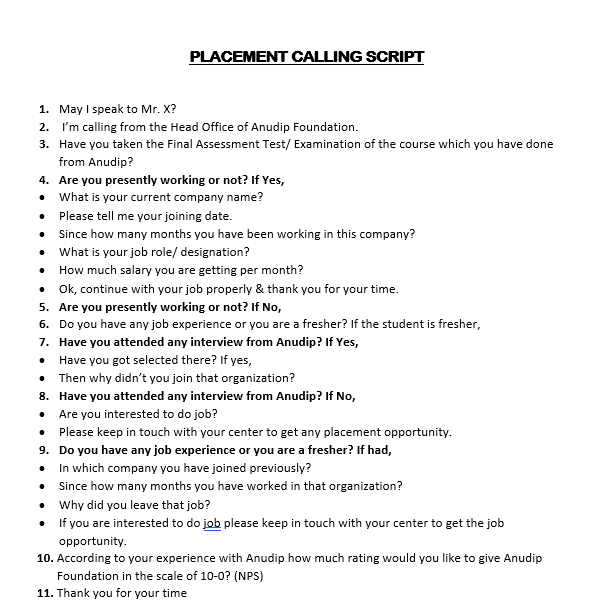 PLACEMENT CALLING SCRIPT
1. May I speak to Mr. X?
2. I'm calling from the Head Office of Anudip Foundation.
3. Have you taken the Final Assessment Test/ Examination of the course which you have done
from Anudip?
4. Are you presently working or not? If Yes,
• What is your current company name?
• Please tell me your joining date.
• Since how many months you have been working in this company?
• What is your job role/ designation?
• How much salary you are getting per month?
• Ok, continue with your job properly & thank you for your time.
5. Are you presently working or not? If No,
6. Do you have any job experience or you are a fresher? If the student is fresher,
7. Have you attended any interview from Anudip? If Yes,
• Have you got selected there? If yes,
• Then why didn't you join that organization?
8. Have you attended any interview from Anudip? If No,
• Are you interested to do job?
• Please keep in touch with your center to get any placement opportunity.
9. Do you have any job experience or you are a fresher? If had,
• In which company you have joined previously?
• Since how many months you have worked in that organization?
• Why did you leave that job?
• If you are interested to do job please keep in touch with your center to get the job
opportunity.
10. According to your experience with Anudip how much rating would you like to give Anudip
Foundation in the scale of 10-0? (NPS)
11. Thank you for your time